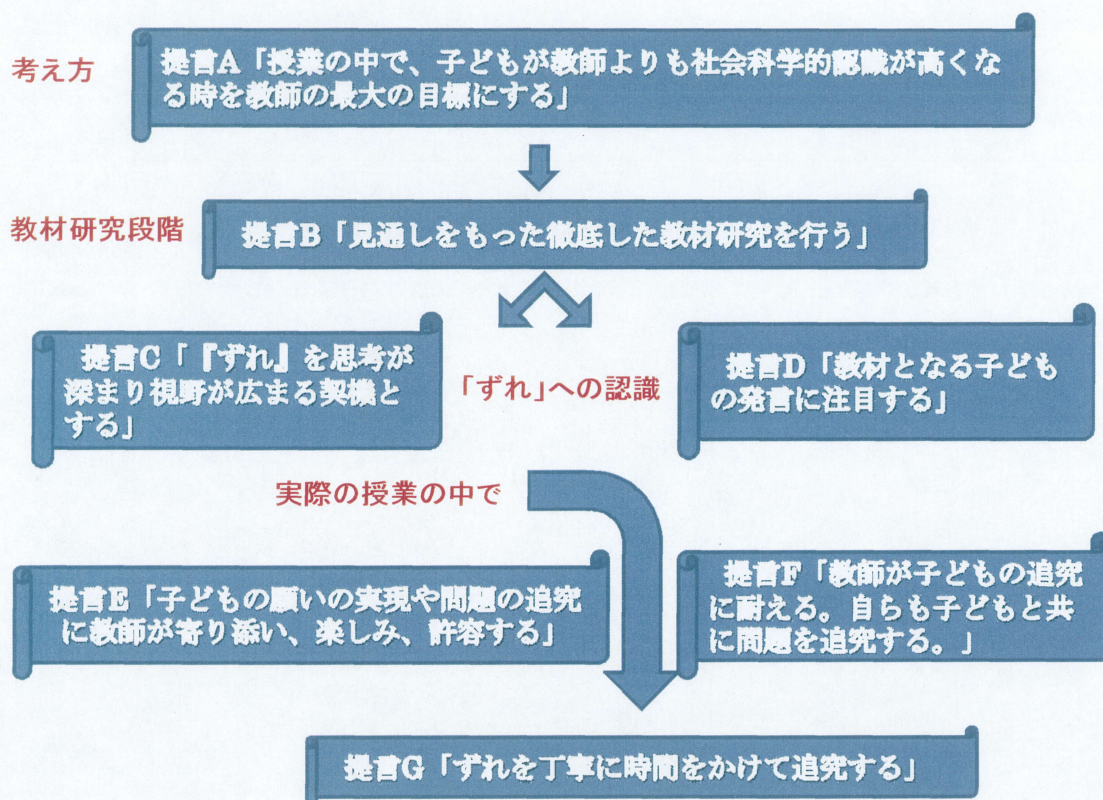 考え方
提言A「授業の中で、子どもが教師よりも社会科学的認識が高くな
る時を教師の最大の目標にする」
教材研究段階
提言B「見通しをもった徹底した教材研究を行う」
提言C「『ずれ』を思考が
深まり視野が広まる契機と
する」
「ずれ」への認識
提言D「教材となる子ども
の発言に注目する」
実際の授業の中で
提言E「子どもの願いの実現や問題の追究
に教師が寄り添い、楽しみ、許容する」
提言F「教師が子どもの追究
に耐える。自らも子どもと共
に問題を追究する。」
提言G「ずれを丁寧に時間をかけて追究する」